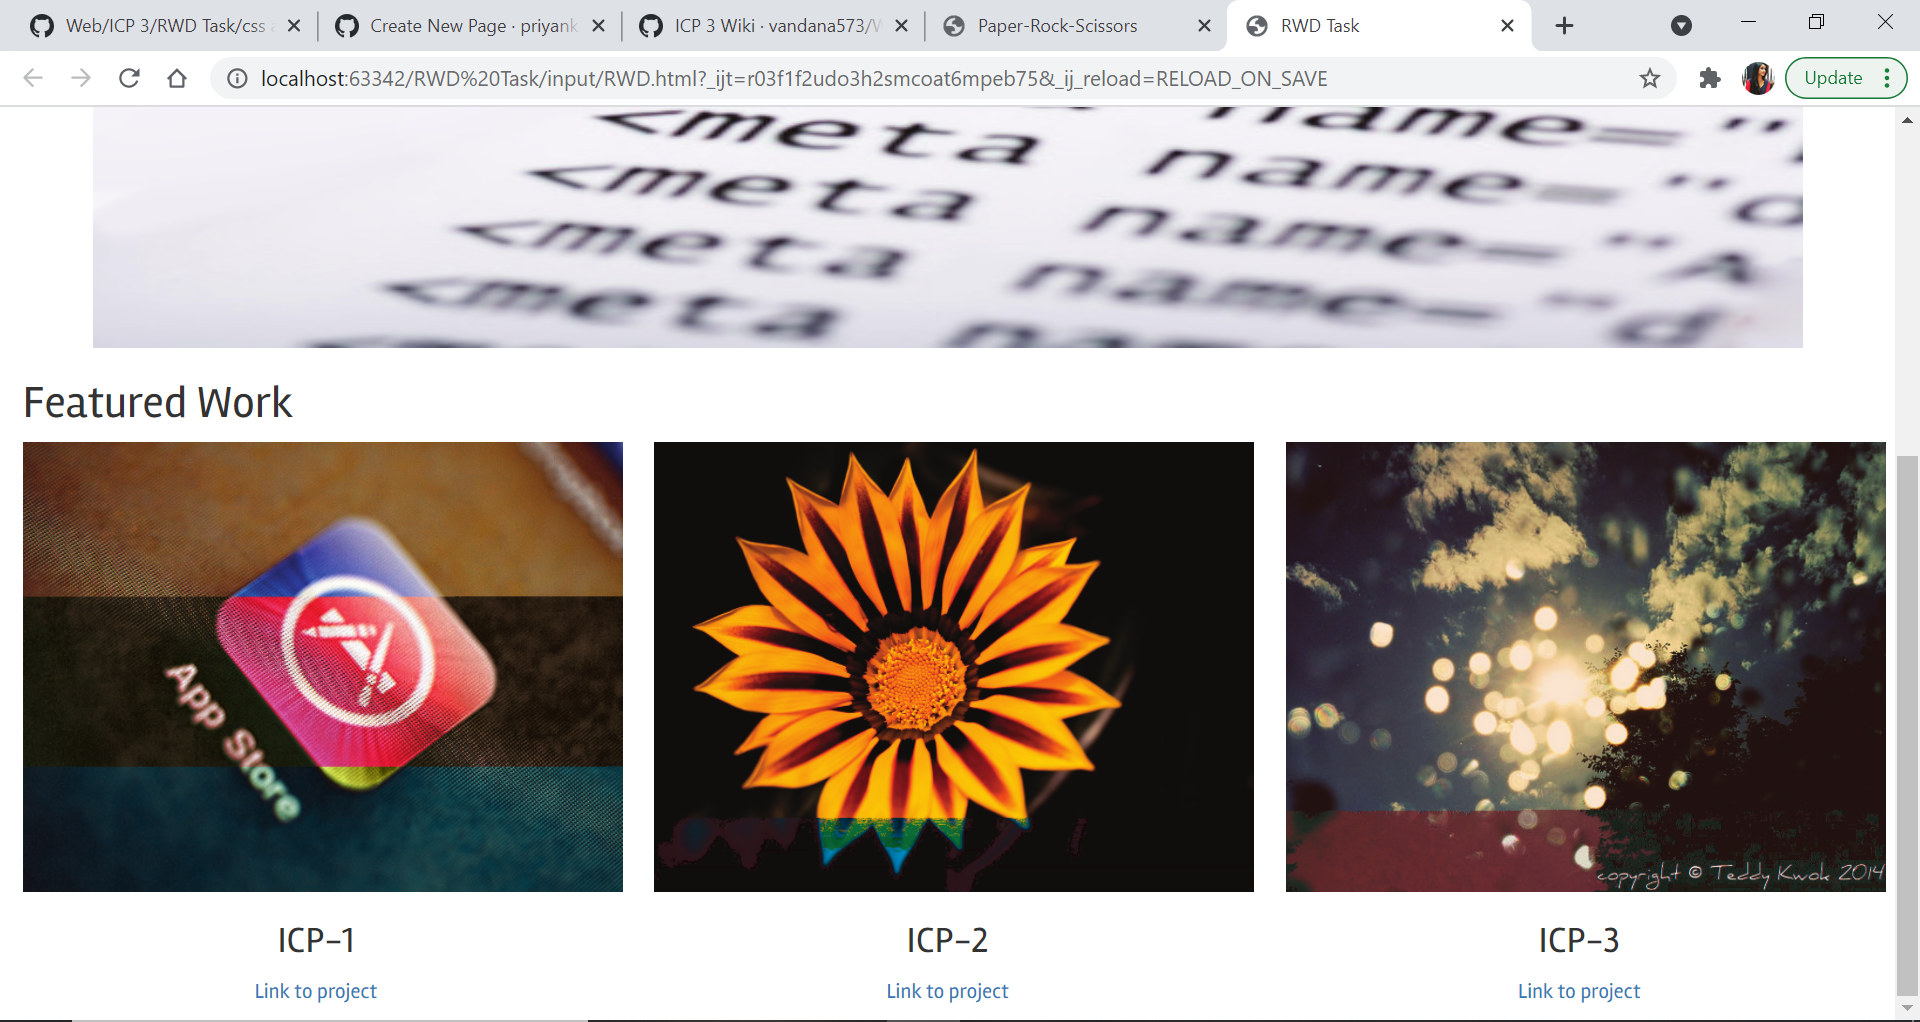 Web/ICP 3/RWD Task/css a
Create New Page · priyank
ICP 3 Wiki · vandana573/W
Paper-Rock-Scissors
RWD Task
localhost:63342/RWD%20Task/input/RWD.html?_ijt=r03f1f2udo3h2smcoat6mpeb75&_ij_reload=RELOAD_ON_SAVE
Update
<meta name="
<meta name="d
<meta name="A
<meta name="d
Featured Work
App Store
copyright © Teddy Kwok 2014
ICP-1
ICP-2
ICP-3
Link to project
Link to project
Link to project